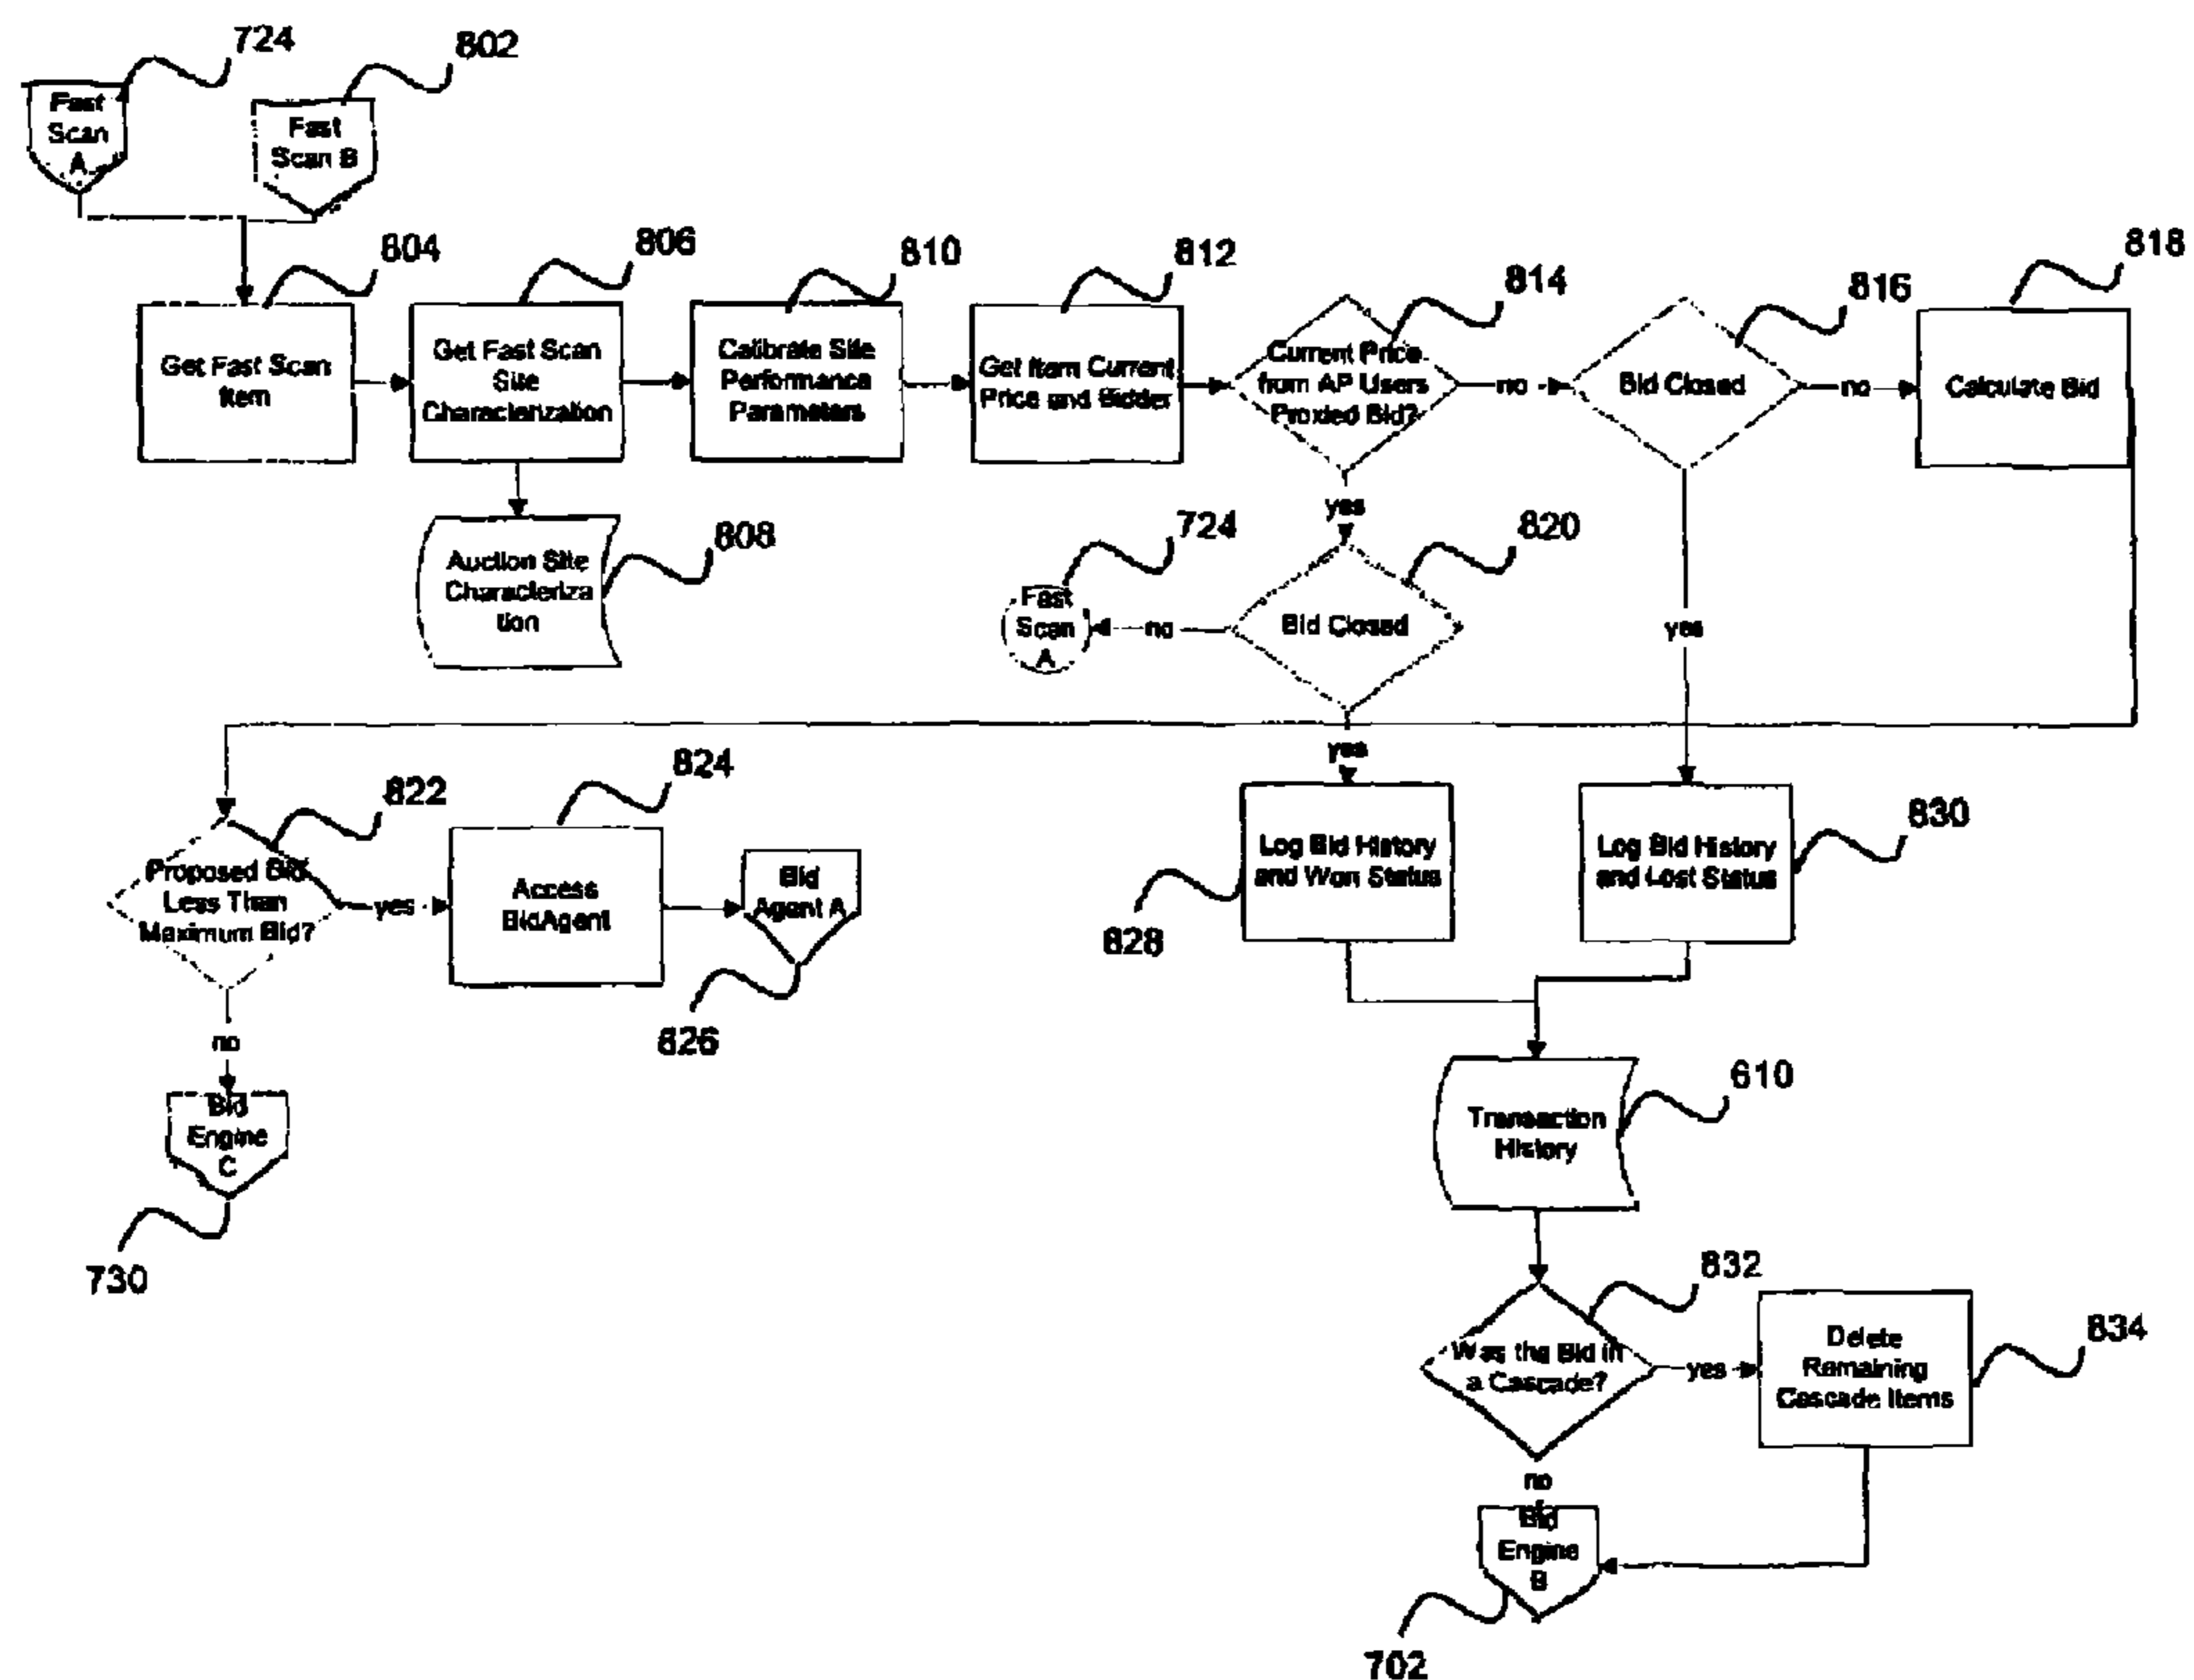 724
802
Fast
Scan
A
Fast
Scan B
804
806
810
812
814
816
818
Get Fast Scan
Item
Get Fast Scan
Site
Characterization
Calibrate Site
Performance
Parameters
Get Item Current
Price and Bidder
Current Price
from AP Users
Proxied Bid?
no
Bid Closed
no
Calculate Bid
yes
808
Auction Site
Characteriza
tion
724
820
Fast
Scan
A
no
Bid Closed
yes
yes
822
824
Proposed Bid
Less Than
Maximum Bid?
yes
Access
BidAgent
Bid
Agent A
826
Log Bid History
and Won Status
828
Log Bid History
and Lost Status
830
no
Bid
Engine
C
730
610
Transaction
History
832
Was the Bid in
a Cascade?
yes
Delete
Remaining
Cascade Items
834
no
Bid
Engine
B
702